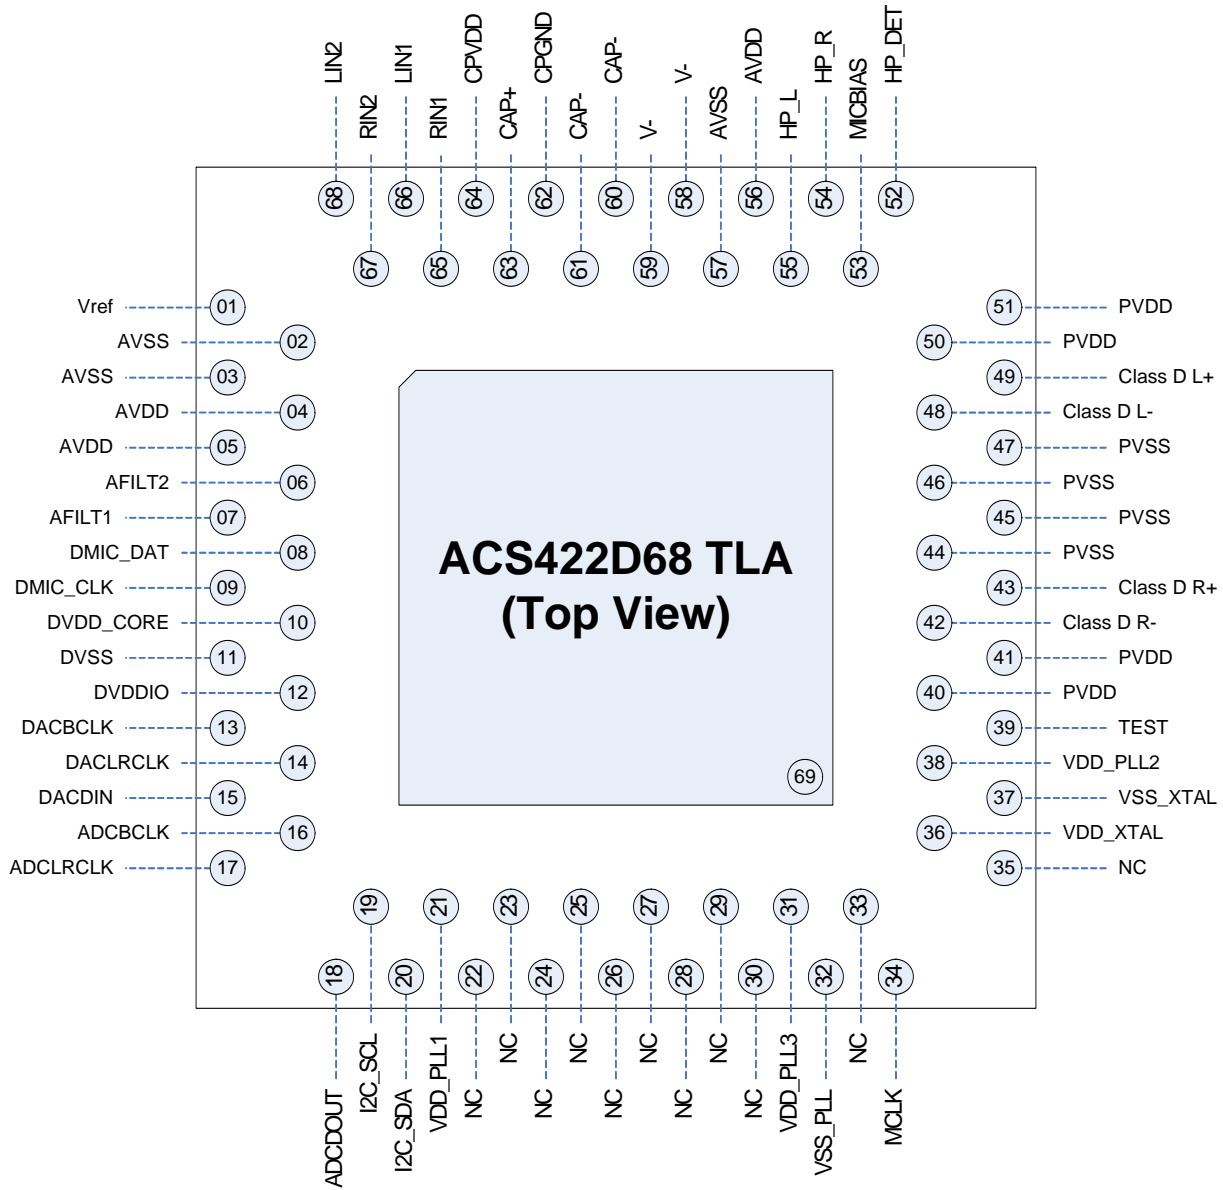 LIN2
RIN2
LIN1
RIN1
CPVDD
CAP+
CPGND
CAP-
CAP-
V-
V-
AVSS
AVDD
HP_L
HP_R
MICBIAS
HP_DET
68
67
66
65
64
63
62
61
60
59
58
57
56
55
54
53
52
Vref 01
AVSS 02
AVSS 03
AVDD 04
AVDD 05
AFILT2 06
AFILT1 07
DMIC_DAT 08
DMIC_CLK 09
DVDD_CORE 10
DVSS 11
DVDDIO 12
DACBCLK 13
DACLRCLK 14
DACDIN 15
ADCBCLK 16
ADCLRCLK 17
ACS422D68 TLA
(Top View)
69
51 PVDD
50 PVDD
49 Class D L+
48 Class D L-
47 PVSS
46 PVSS
45 PVSS
44 PVSS
43 Class D R+
42 Class D R-
41 PVDD
40 PVDD
39 TEST
38 VDD_PLL2
37 VSS_XTAL
36 VDD_XTAL
35 NC
18
19
20
21
22
23
24
25
26
27
28
29
30
31
32
33
34
ADCDOUT
I2C_SCL
I2C_SDA
VDD_PLL1
NC
NC
NC
NC
NC
NC
NC
NC
NC
VDD_PLL3
VSS_PLL
NC
MCLK